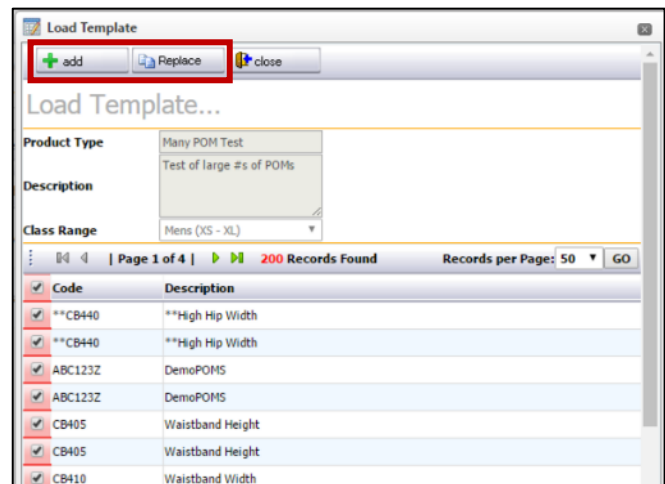 Load Template
add Replace close
Load Template...
Product Type Many POM Test
Description Test of large #s of POMs
Class Range Mens (XS - XL)
| Page 1 of 4 | 200 Records Found Records per Page: 50 GO
Code Description
**CB440 **High Hip Width
**CB440 **High Hip Width
ABC123Z DemoPOMS
ABC123Z DemoPOMS
CB405 Waistband Height
CB405 Waistband Height
CB410 Waistband Width